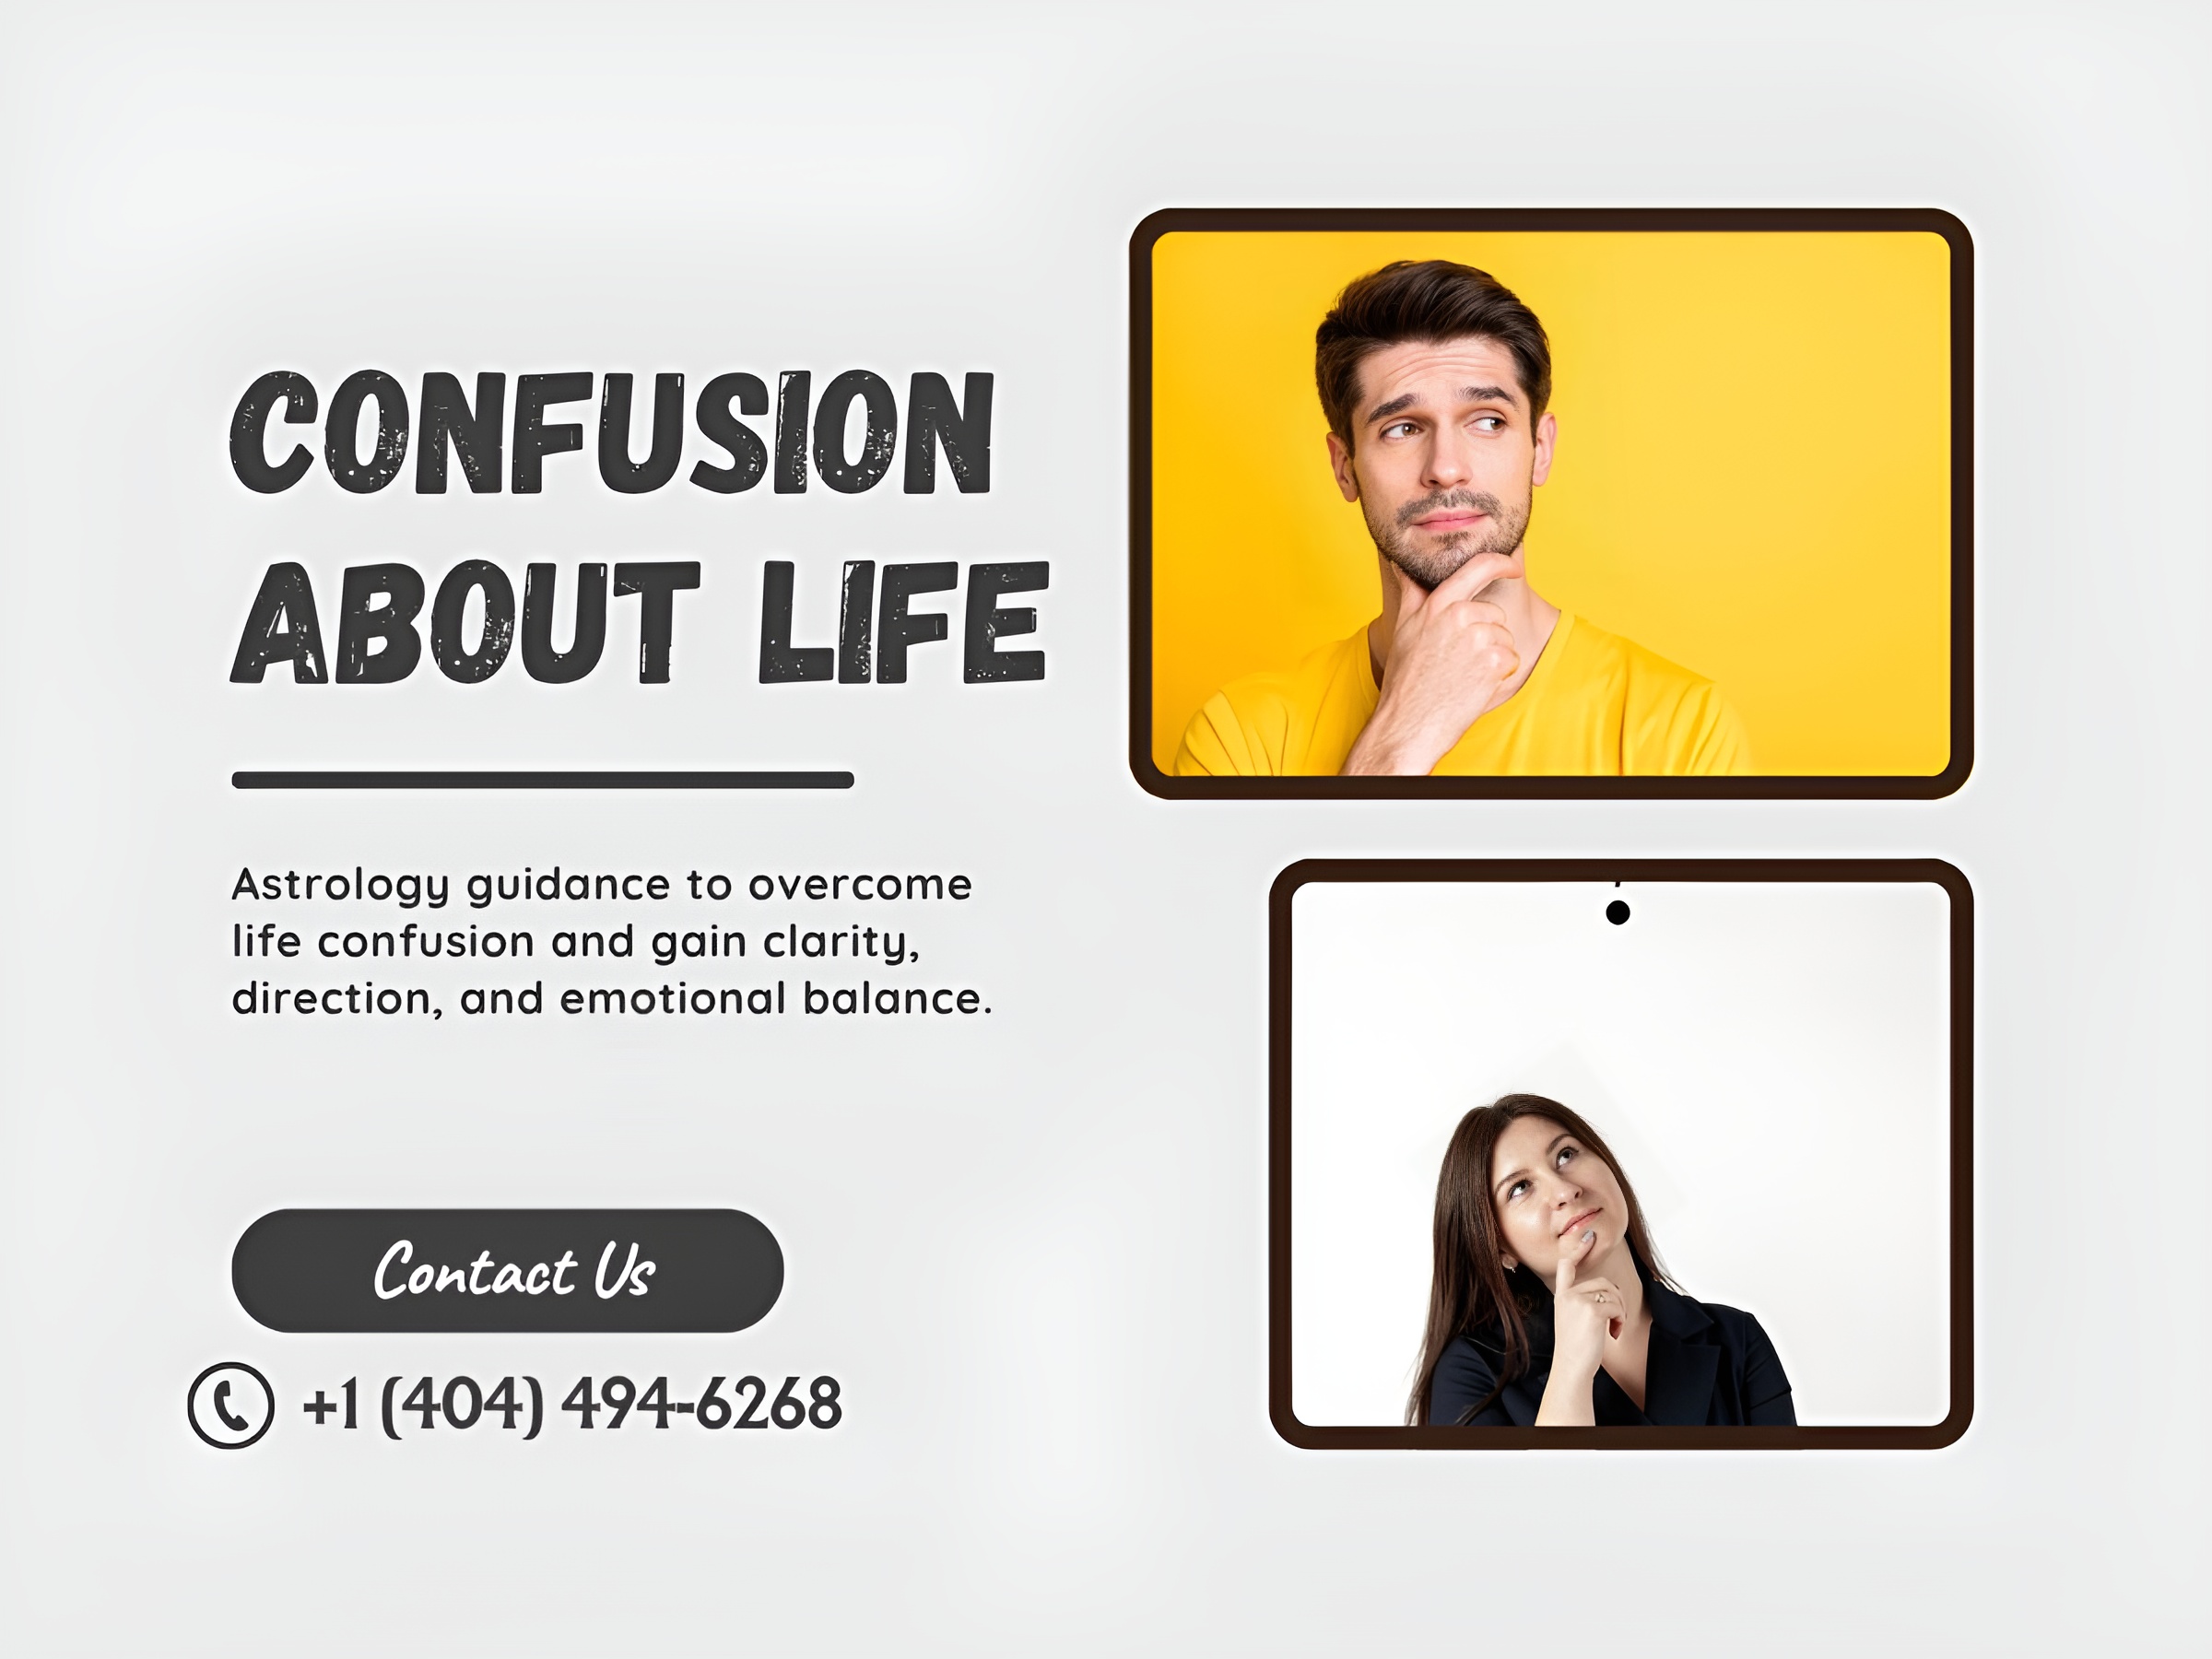 CONFUSION
ABOUT LIFE
Astrology guidance to overcome
life confusion and gain clarity,
direction, and emotional balance.
Contact Us
+1 (404) 494-6268